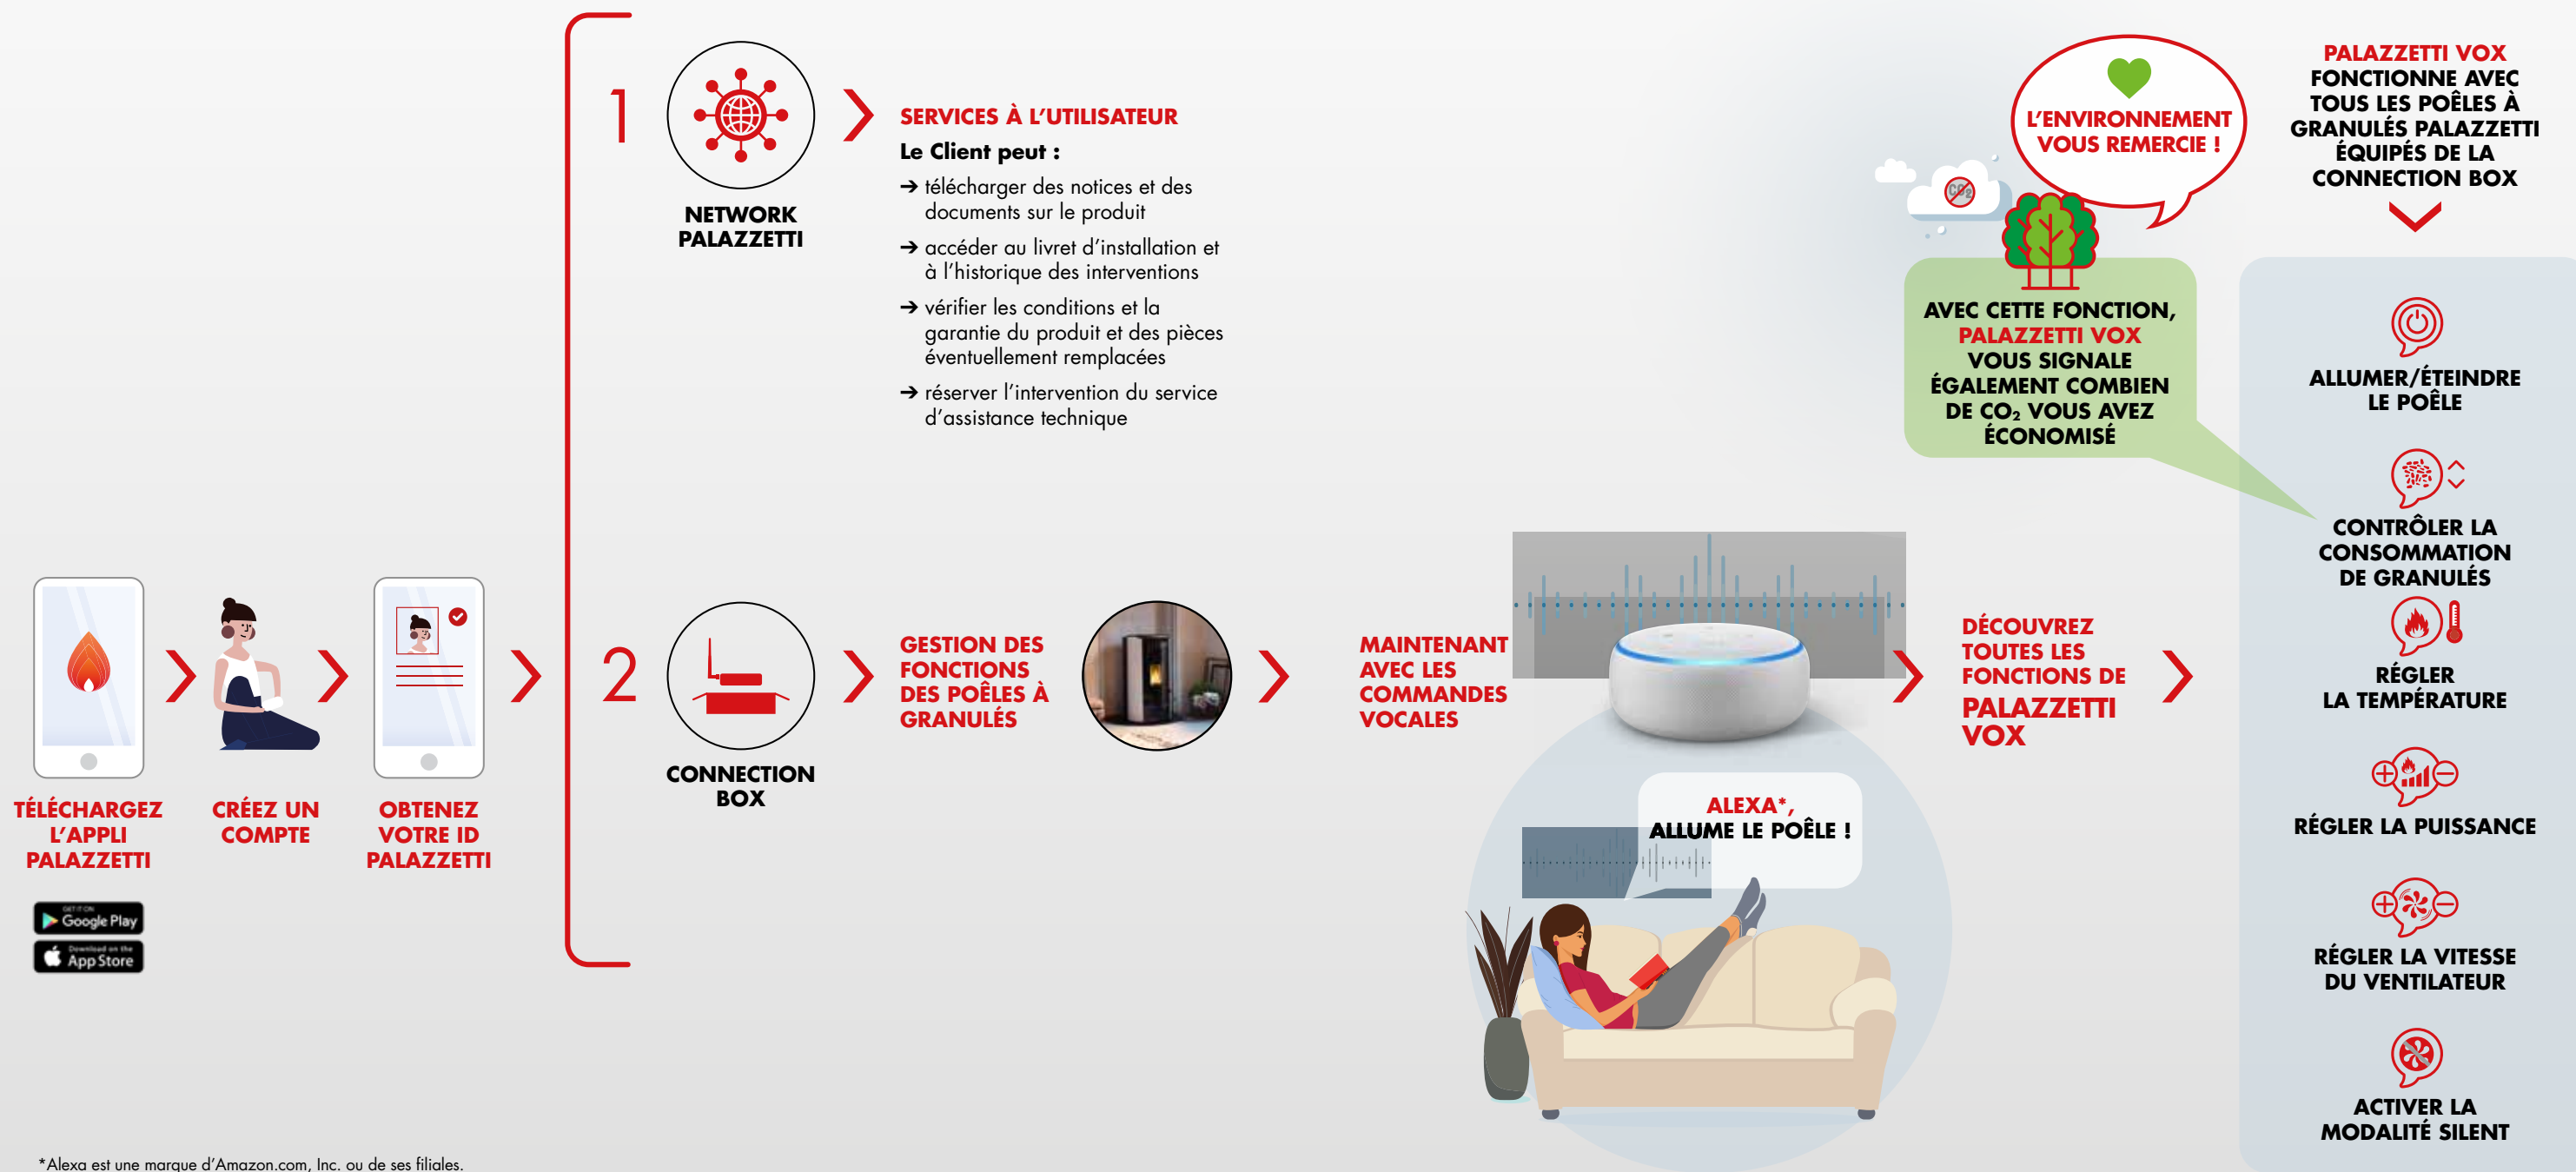 TÉLÉCHARGEZ
L'APPLI
PALAZZETTI
GET IT ON
Google Play
Download on the
App Store
CRÉEZ UN
COMPTE
OBTENEZ
VOTRE ID
PALAZZETTI
1
NETWORK
PALAZZETTI
SERVICES À L'UTILISATEUR
Le Client peut :
➔ télécharger des notices et des
documents sur le produit
➔ accéder au livret d'installation et
à l'historique des interventions
➔ vérifier les conditions et la
garantie du produit et des pièces
éventuellement remplacées
➔ réserver l'intervention du service
d'assistance technique
2
CONNECTION
BOX
GESTION DES
FONCTIONS
DES POÊLES À
GRANULÉS
MAINTENANT
AVEC LES
COMMANDES
VOCALES
ALEXA*,
ALLUME LE POÊLE !
DÉCOUVREZ
TOUTES LES
FONCTIONS DE
PALAZZETTI
VOX
L'ENVIRONNEMENT
VOUS REMERCIE !
CO₂
AVEC CETTE FONCTION,
PALAZZETTI VOX
VOUS SIGNALE
ÉGALEMENT COMBIEN
DE CO₂ VOUS AVEZ
ÉCONOMISÉ
PALAZZETTI VOX
FONCTIONNE AVEC
TOUS LES POÊLES À
GRANULÉS PALAZZETTI
ÉQUIPÉS DE LA
CONNECTION BOX
ALLUMER/ÉTEINDRE
LE POÊLE
CONTRÔLER LA
CONSOMMATION
DE GRANULÉS
RÉGLER
LA TEMPÉRATURE
RÉGLER LA PUISSANCE
RÉGLER LA VITESSE
DU VENTILATEUR
ACTIVER LA
MODALITÉ SILENT
*Alexa est une marque d'Amazon.com, Inc. ou de ses filiales.